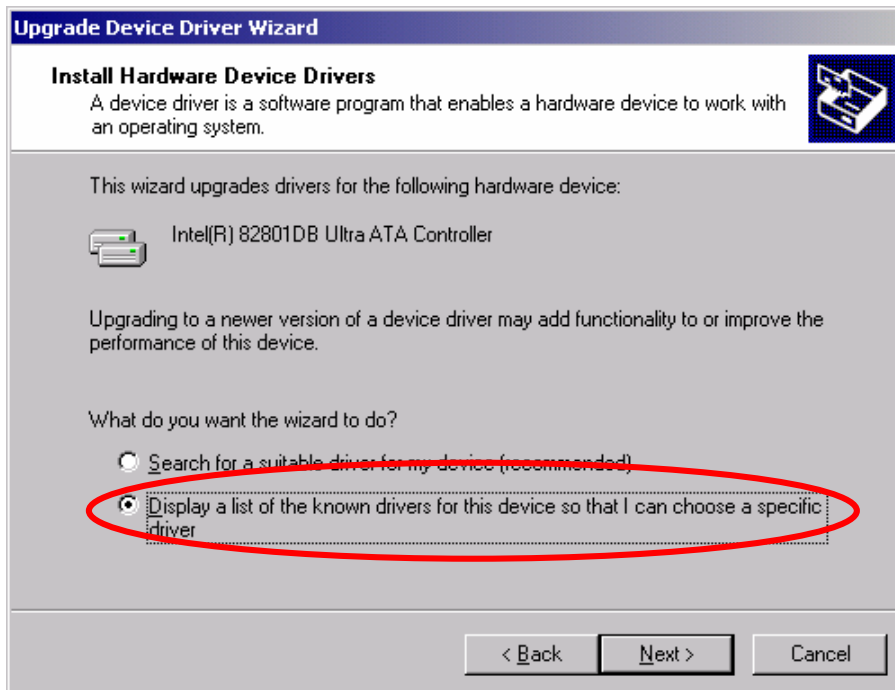 Upgrade Device Driver Wizard
Install Hardware Device Drivers
A device driver is a software program that enables a hardware device to work with
an operating system.
This wizard upgrades drivers for the following hardware device:
Intel(R) 82801DB Ultra ATA Controller
Upgrading to a newer version of a device driver may add functionality to or improve the
performance of this device.
What do you want the wizard to do?
Search for a suitable driver for my device (recommended)
Display a list of the known drivers for this device so that I can choose a specific
driver
< Back Next > Cancel